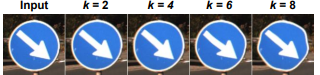 Input k = 2 k = 4 k = 6 k = 8